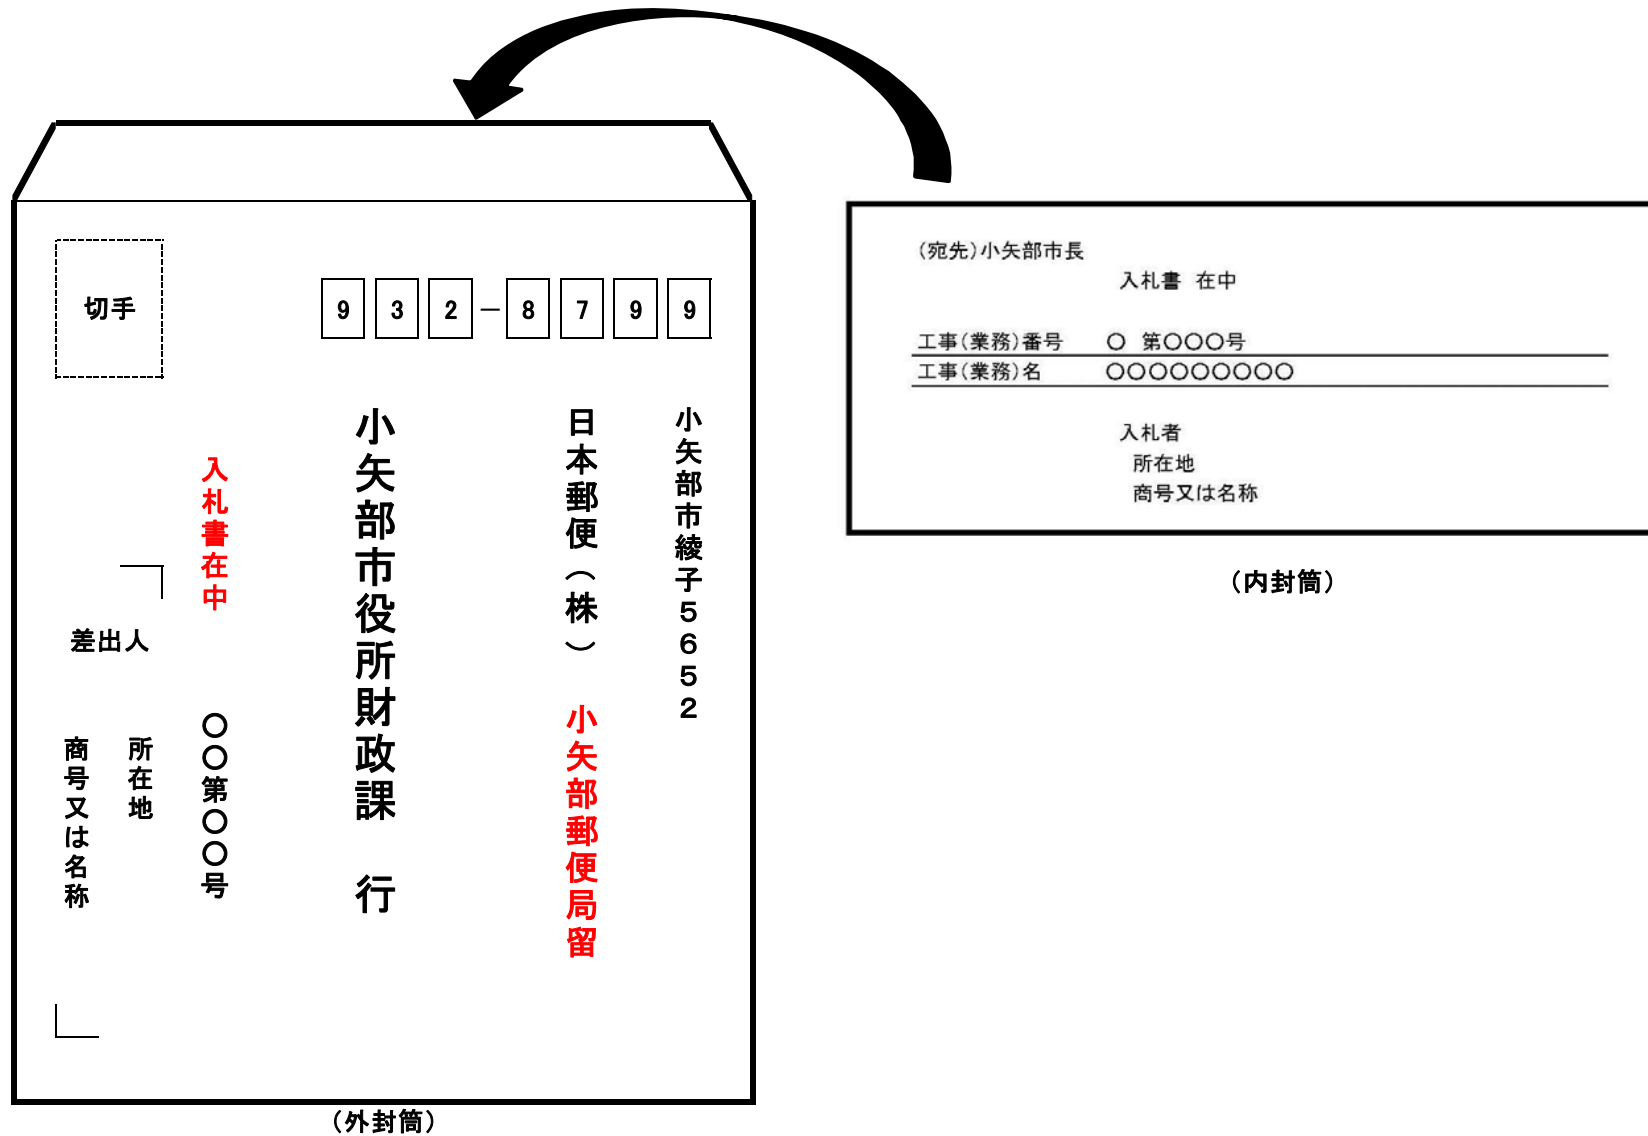 切手
932-8799
小矢部市綾子5652
日本郵便(株) 小矢部郵便局留
小矢部市役所財政課 行
入札書在中
〇〇第〇〇号
差出人
所在地
商号又は名称
(外封筒)
(宛先)小矢部市長
入札書 在中
工事(業務)番号 〇 第〇〇〇号
工事(業務)名 〇〇〇〇〇〇〇〇〇
入札者
所在地
商号又は名称
(内封筒)